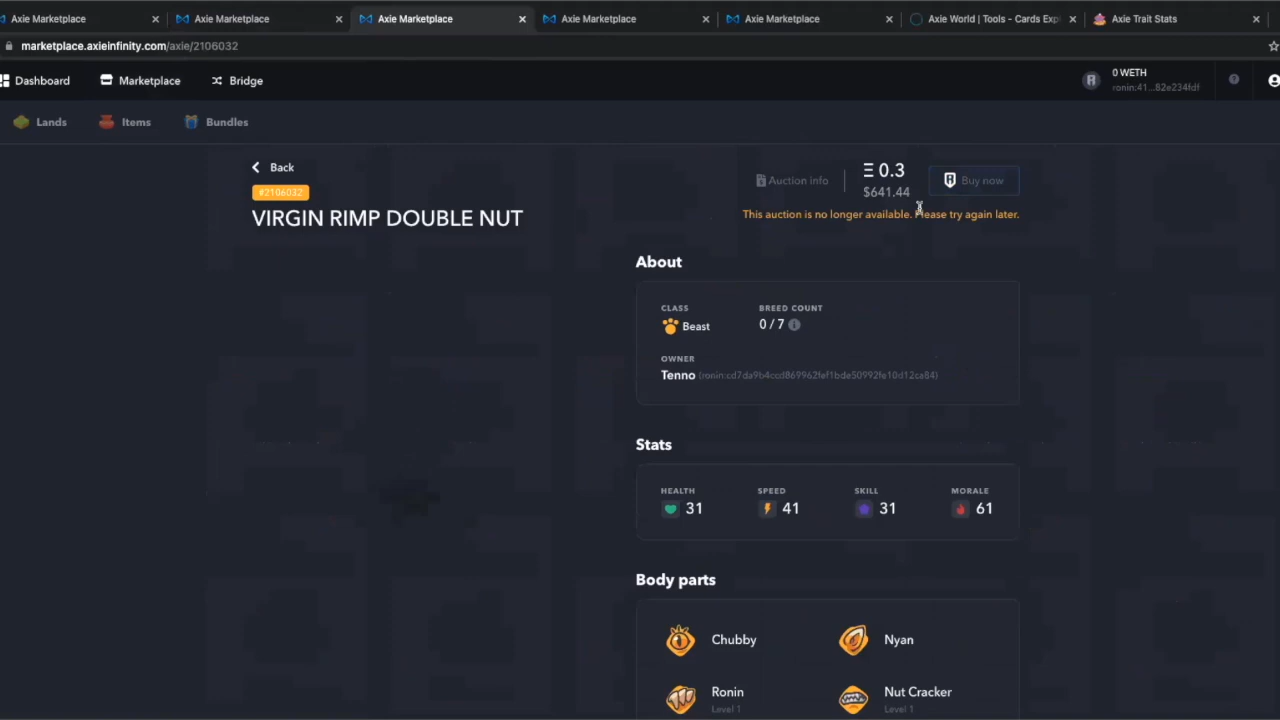 Axie Marketplace
Axie Marketplace
Axie Marketplace
Axie Marketplace
Axie Marketplace
Axie World | Tools - Cards Exp
Axie Trait Stats
marketplace.axieinfinity.com/axie/2106032
Dashboard
Marketplace
Bridge
0 WETH
ronin:41...82e234fdf
Lands
Items
Bundles
Back
#2106032
VIRGIN RIMP DOUBLE NUT
Auction info
Ξ 0.3
$641.44
Buy now
This auction is no longer available. Please try again later.
About
CLASS
BREED COUNT
Beast
0 / 7
OWNER
Tenno
Stats
HEALTH
SPEED
SKILL
MORALE
31
41
31
61
Body parts
Chubby
Nyan
Ronin
Level 1
Nut Cracker
Level 1